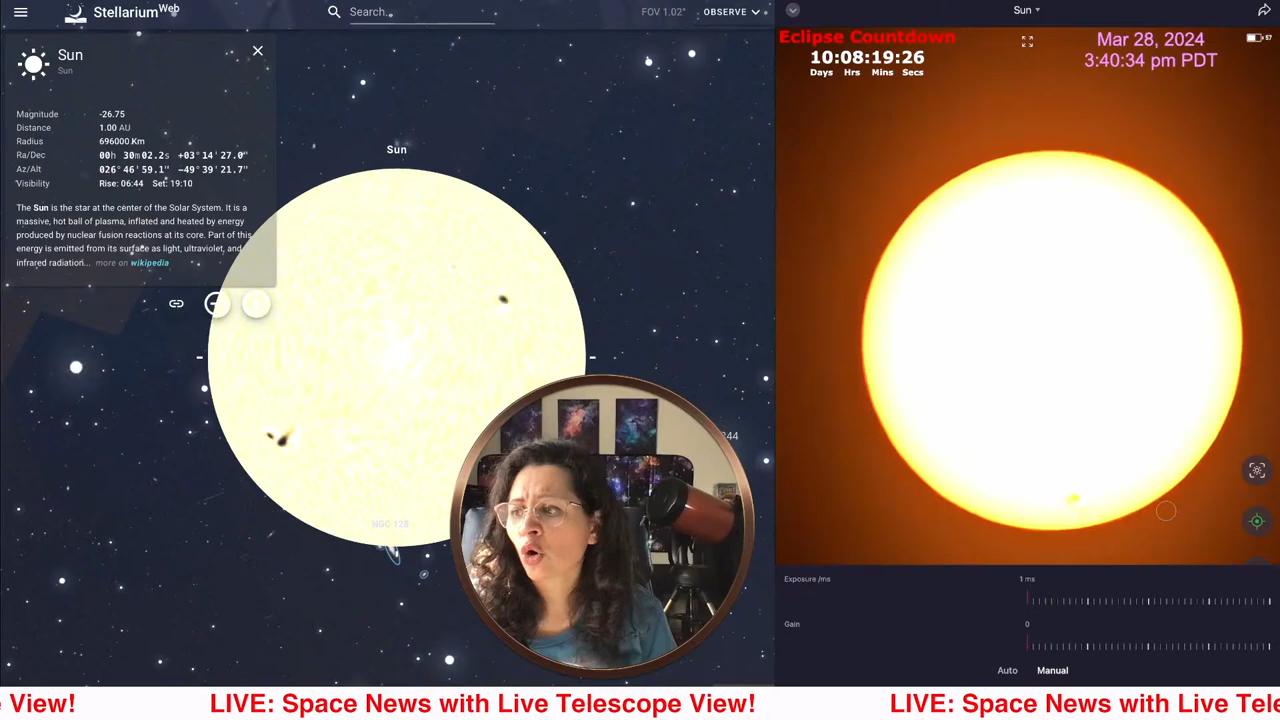 StellariumWeb
Search...
FOV 1.02°
OBSERVE
Sun
Sun
Magnitude -26.75
Distance 1.00 AU
Radius 696000 Km
Ra/Dec 00h 30m02.2s +03°14'27.0"
Az/Alt 026°46'59.1" -49°39'21.7"
Visibility Rise: 06:44 Set: 19:10
The Sun is the star at the center of the Solar System. It is a
massive, hot ball of plasma, inflated and heated by energy
produced by nuclear fusion reactions at its core. Part of this
energy is emitted from its surface as light, ultraviolet, and
infrared radiation... more on wikipedia
Sun
NGC 128
44
Sun
Eclipse Countdown
10:08:19:26
Days Hrs Mins Secs
Mar 28, 2024
3:40:34 pm PDT
57
Exposure /ms
1 ms
Gain
0
Auto Manual
View! LIVE: Space News with Live Telescope View! LIVE: Space News with Live Tele